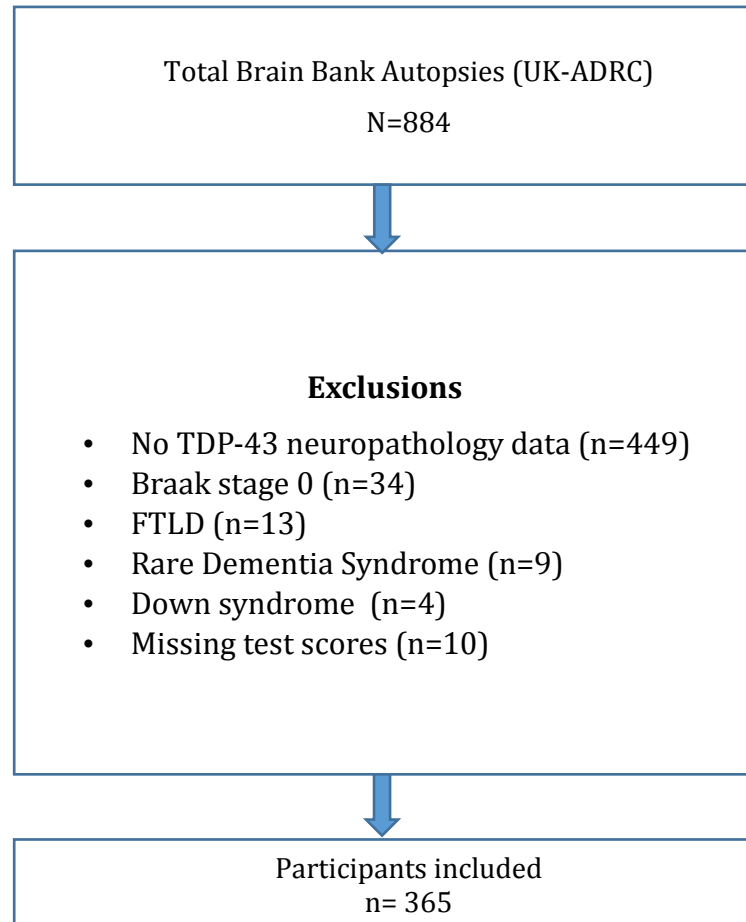 Total Brain Bank Autopsies (UK-ADRC)
N=884
Exclusions
• No TDP-43 neuropathology data (n=449)
• Braak stage 0 (n=34)
• FTLD (n=13)
• Rare Dementia Syndrome (n=9)
• Down syndrome  (n=4)
• Missing test scores (n=10)
Participants included
n= 365